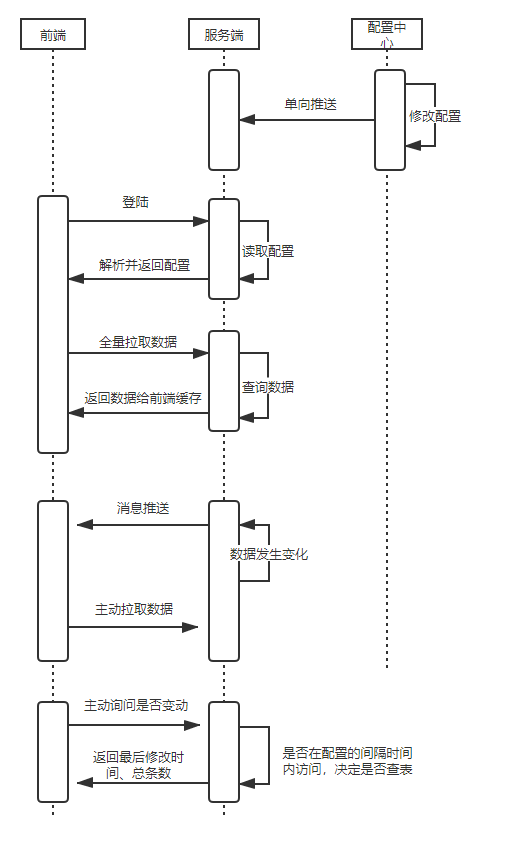 前端
服务端
配置中
心
单向推送
修改配置
登陆
读取配置
解析并返回配置
全量拉取数据
查询数据
返回数据给前端缓存
消息推送
数据发生变化
主动拉取数据
主动询问是否变动
返回最后修改时
间、总条数
是否在配置的间隔时间
内访问，决定是否查表